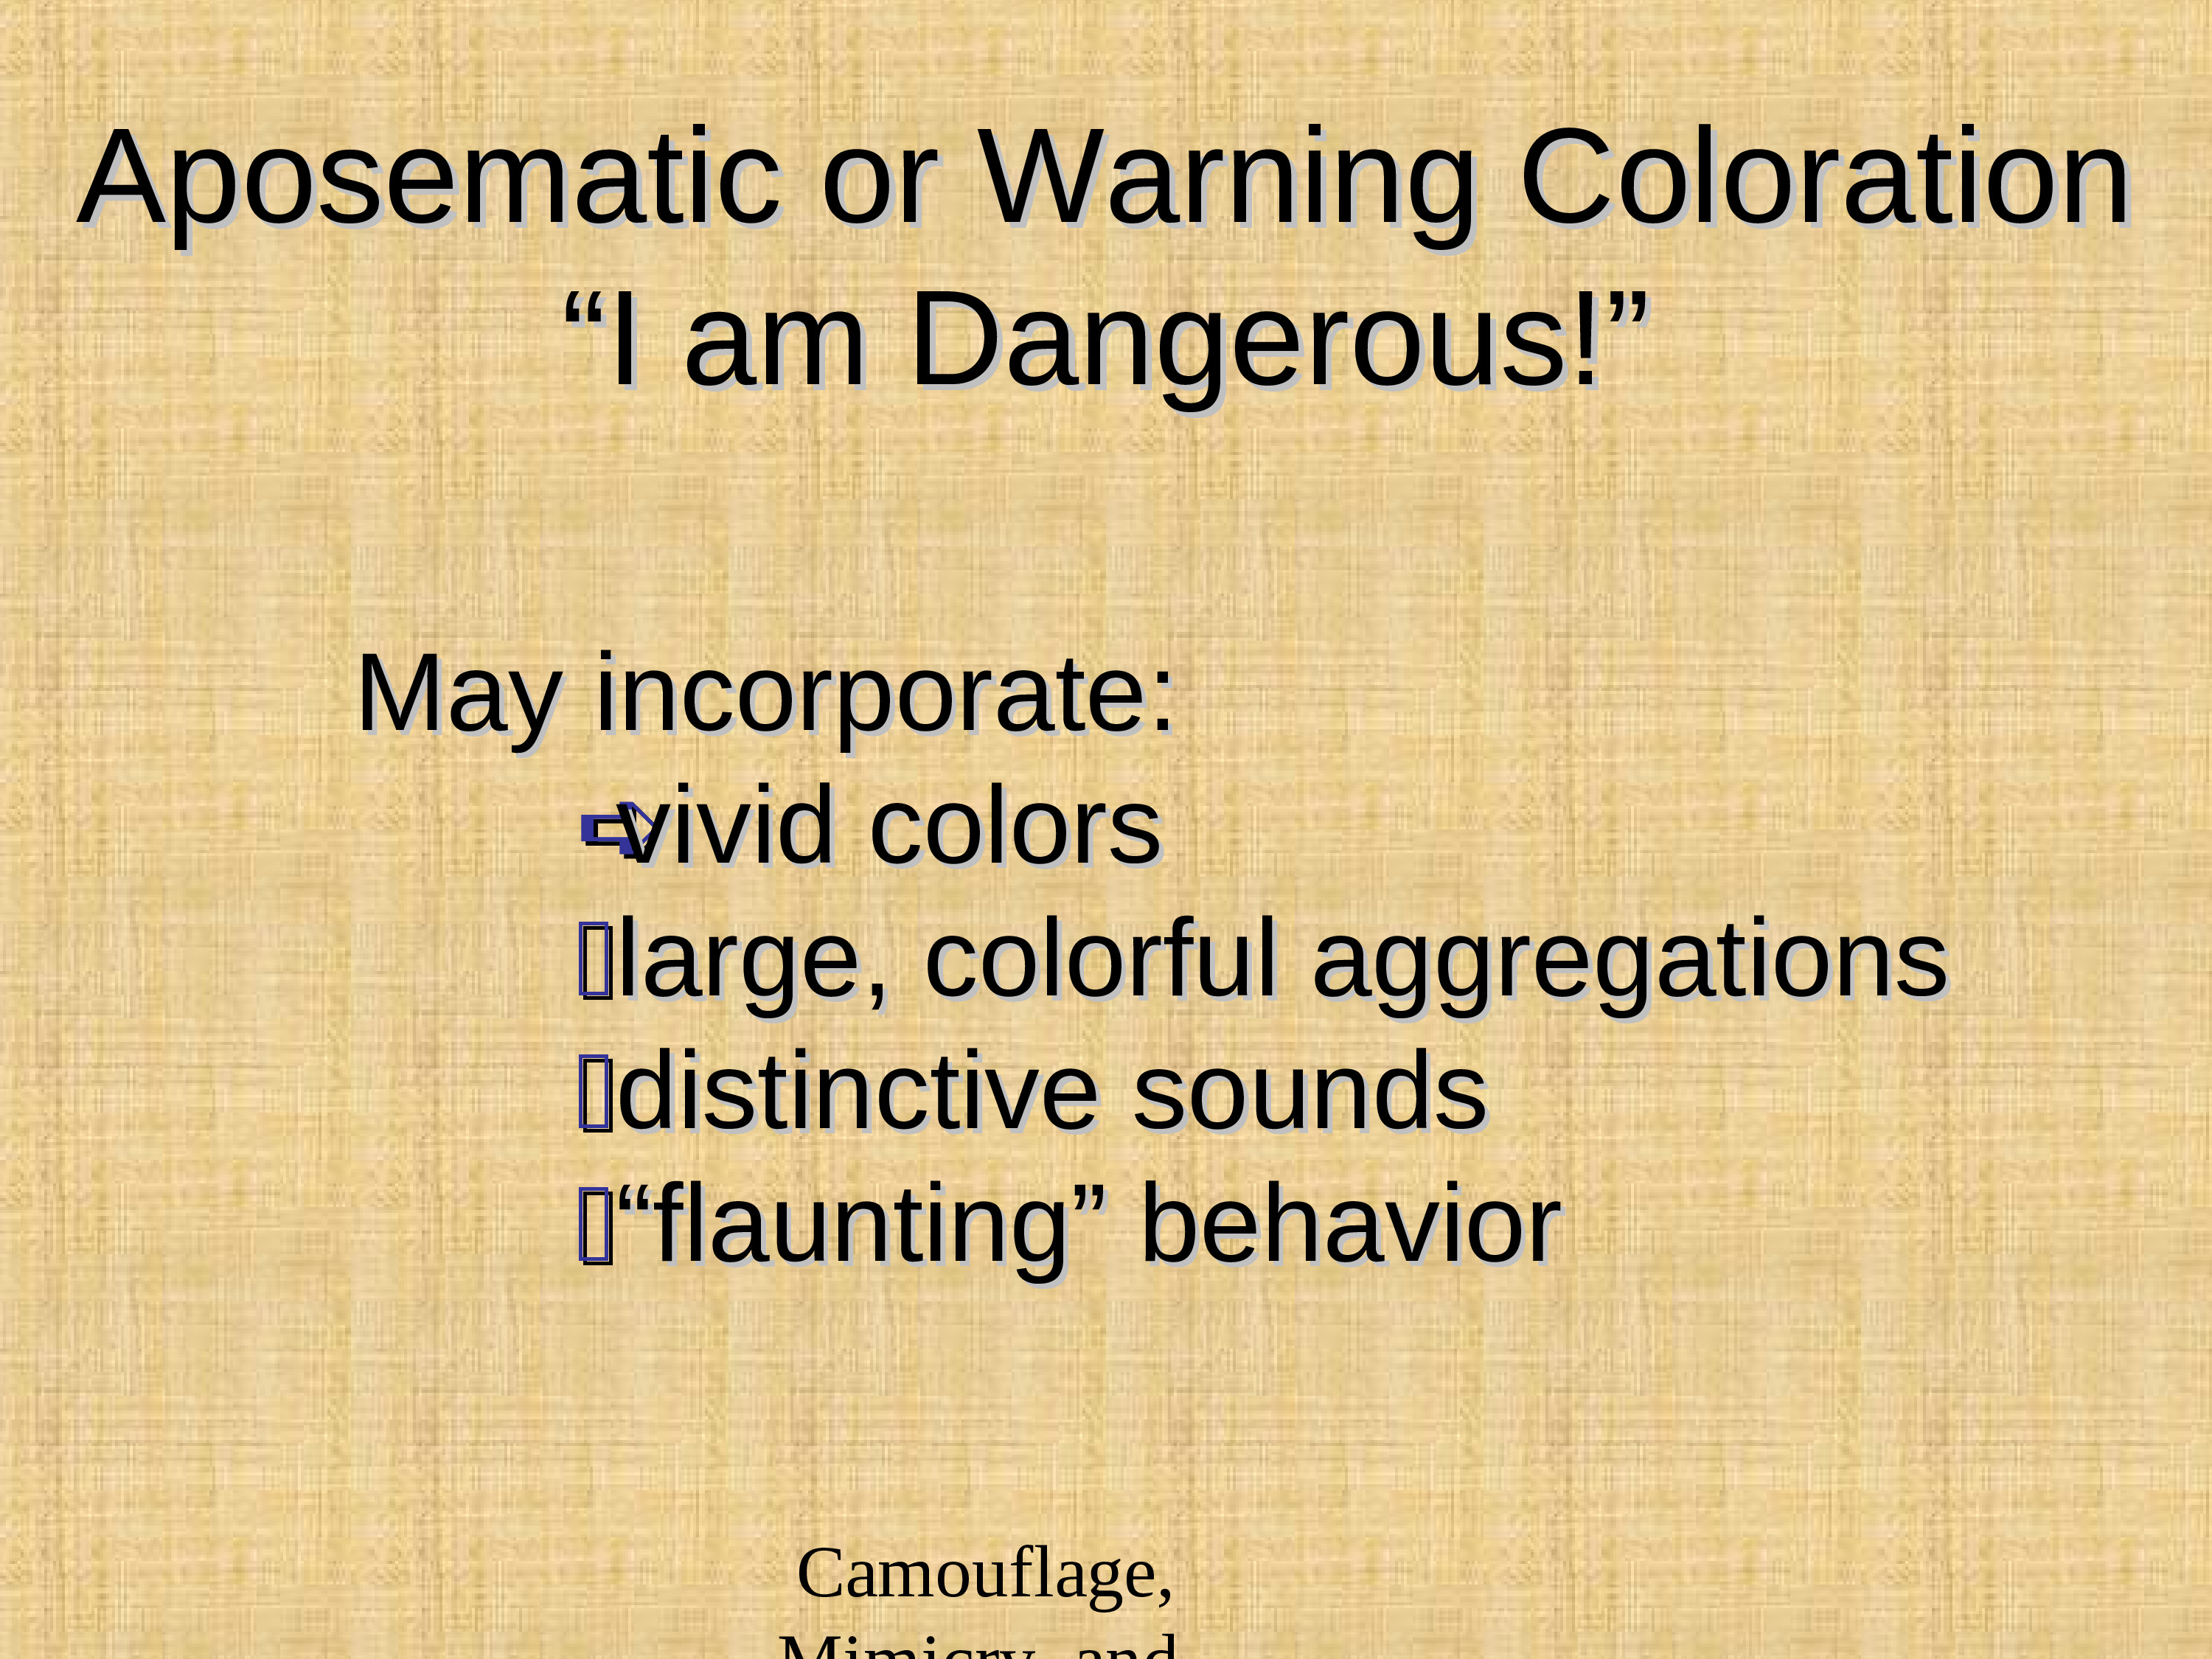 Aposematic or Warning Coloration
“I am Dangerous!”
May incorporate:
vivid colors
large, colorful aggregations
distinctive sounds
“flaunting” behavior
Camouflage,
Mimicry, and